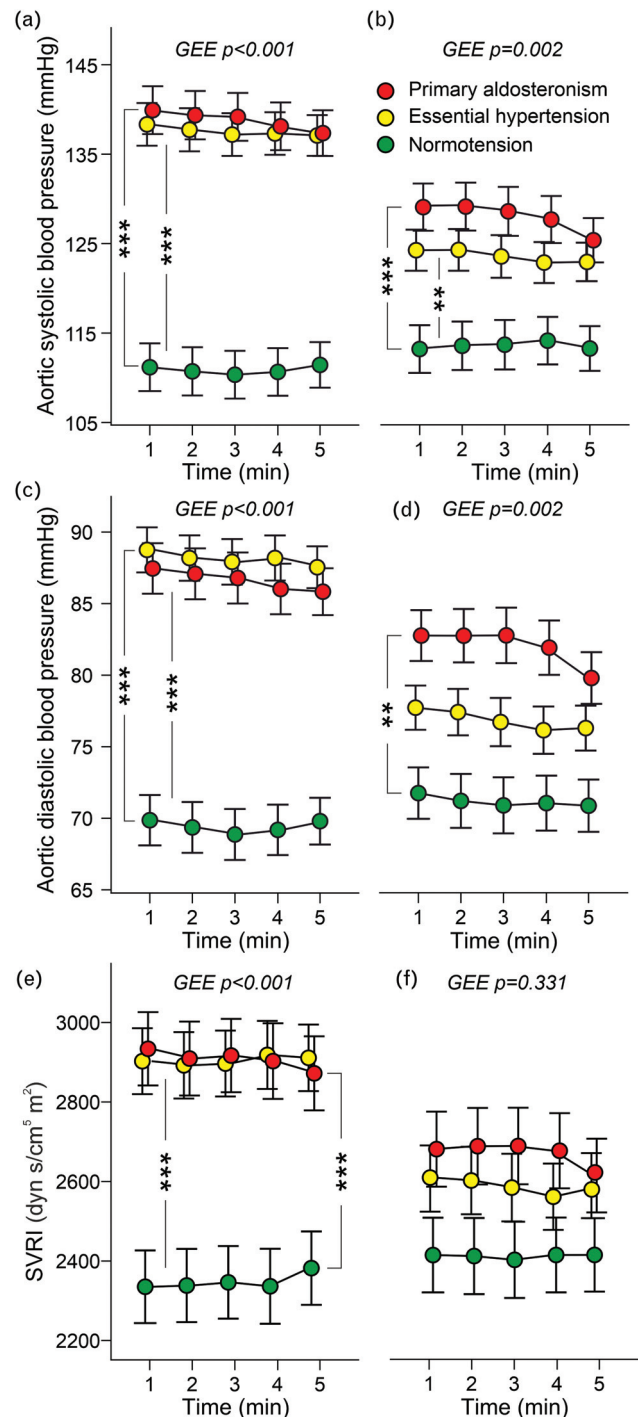 (a)
GEE p<0.001
(b)
GEE p=0.002
Primary aldosteronism
Essential hypertension
Normotension
Aortic systolic blood pressure (mmHg)
145
135
125
115
105
***
***
***
**
1 2 3 4 5
Time (min)
1 2 3 4 5
Time (min)
(c)
GEE p<0.001
(d)
GEE p=0.002
Aortic diastolic blood pressure (mmHg)
90
85
80
75
70
65
***
***
**
1 2 3 4 5
Time (min)
1 2 3 4 5
Time (min)
(e)
GEE p<0.001
(f)
GEE p=0.331
SVRI (dyn s/cm⁵ m²)
3000
2800
2600
2400
2200
***
***
1 2 3 4 5
Time (min)
1 2 3 4 5
Time (min)